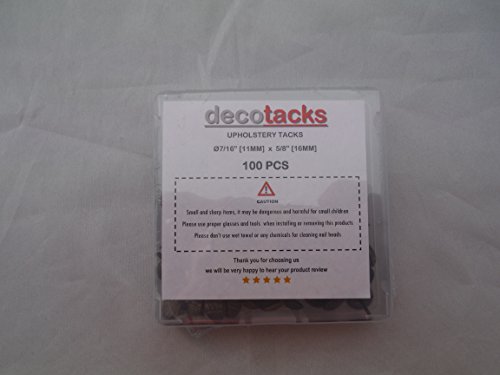 decotacks
UPHOLSTERY TACKS
Ø7/16" [11MM] x 5/8" [16MM]
100 PCS
CAUTION
Small and sharp items, it may be dangerous and harmful for small children
Please use proper glasses and tools, when installing or removing this products
Please don't use wet towel or any chemicals for cleaning nail heads
Thank you for choosing us
we will be very happy to hear your product review